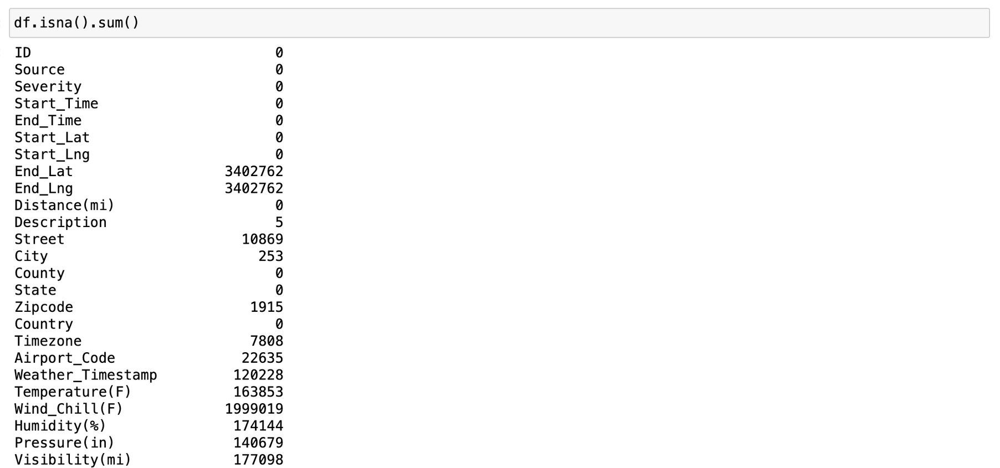 df.isna().sum()
ID 0
Source 0
Severity 0
Start_Time 0
End_Time 0
Start_Lat 0
Start_Lng 0
End_Lat 3402762
End_Lng 3402762
Distance(mi) 0
Description 5
Street 10869
City 253
County 0
State 0
Zipcode 1915
Country 0
Timezone 7808
Airport_Code 22635
Weather_Timestamp 120228
Temperature(F) 163853
Wind_Chill(F) 1999019
Humidity(%) 174144
Pressure(in) 140679
Visibility(mi) 177098